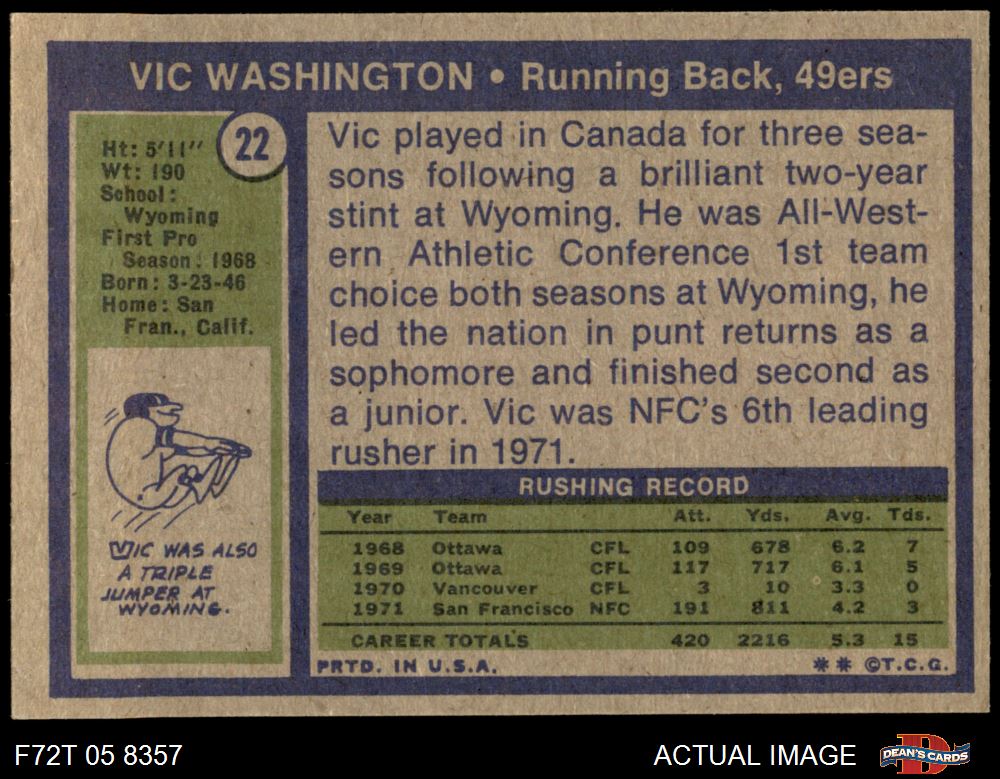 VIC WASHINGTON • Running Back, 49ers
22
Ht: 5'11"
Wt: 190
School:
Wyoming
First Pro
Season: 1968
Born: 3-23-46
Home: San
Fran., Calif.
VIC WAS ALSO
A TRIPLE
JUMPER AT
WYOMING.
Vic played in Canada for three sea-
sons following a brilliant two-year
stint at Wyoming. He was All-West-
ern Athletic Conference 1st team
choice both seasons at Wyoming, he
led the nation in punt returns as a
sophomore and finished second as
a junior. Vic was NFC's 6th leading
rusher in 1971.
RUSHING RECORD
Year Team Att. Yds. Avg. Tds.
1968 Ottawa CFL 109 678 6.2 7
1969 Ottawa CFL 117 717 6.1 5
1970 Vancouver CFL 3 10 3.3 0
1971 San Francisco NFC 191 811 4.2 3
CAREER TOTALS 420 2216 5.3 15
PRTD. IN U.S.A. ** ©T.C.G.
F72T 05 8357 ACTUAL IMAGE DEAN'S CARDS